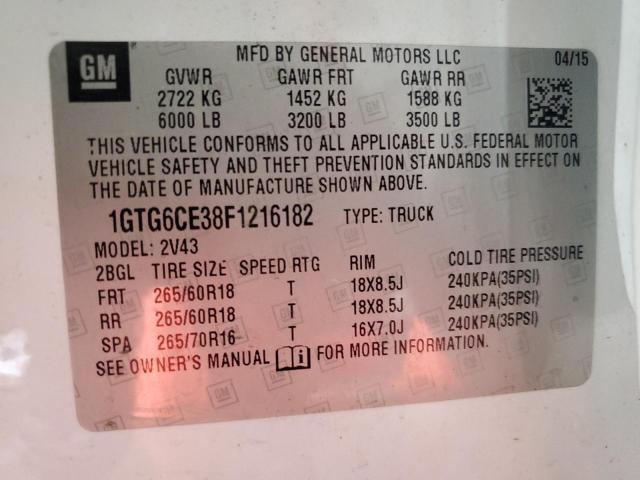 GM
MFD BY GENERAL MOTORS LLC 04/15
GVWR GAWR FRT GAWR RR
2722 KG 1452 KG 1588 KG
6000 LB 3200 LB 3500 LB
THIS VEHICLE CONFORMS TO ALL APPLICABLE U.S. FEDERAL MOTOR
VEHICLE SAFETY AND THEFT PREVENTION STANDARDS IN EFFECT ON
THE DATE OF MANUFACTURE SHOWN ABOVE.
1GTG6CE38F1216182 TYPE: TRUCK
MODEL: 2V43
2BGL TIRE SIZE SPEED RTG RIM COLD TIRE PRESSURE
FRT 265/60R18 T 18X8.5J 240KPA(35PSI)
RR 265/60R18 T 18X8.5J 240KPA(35PSI)
SPA 265/70R16 T 16X7.0J 240KPA(35PSI)
SEE OWNER'S MANUAL i FOR MORE INFORMATION.